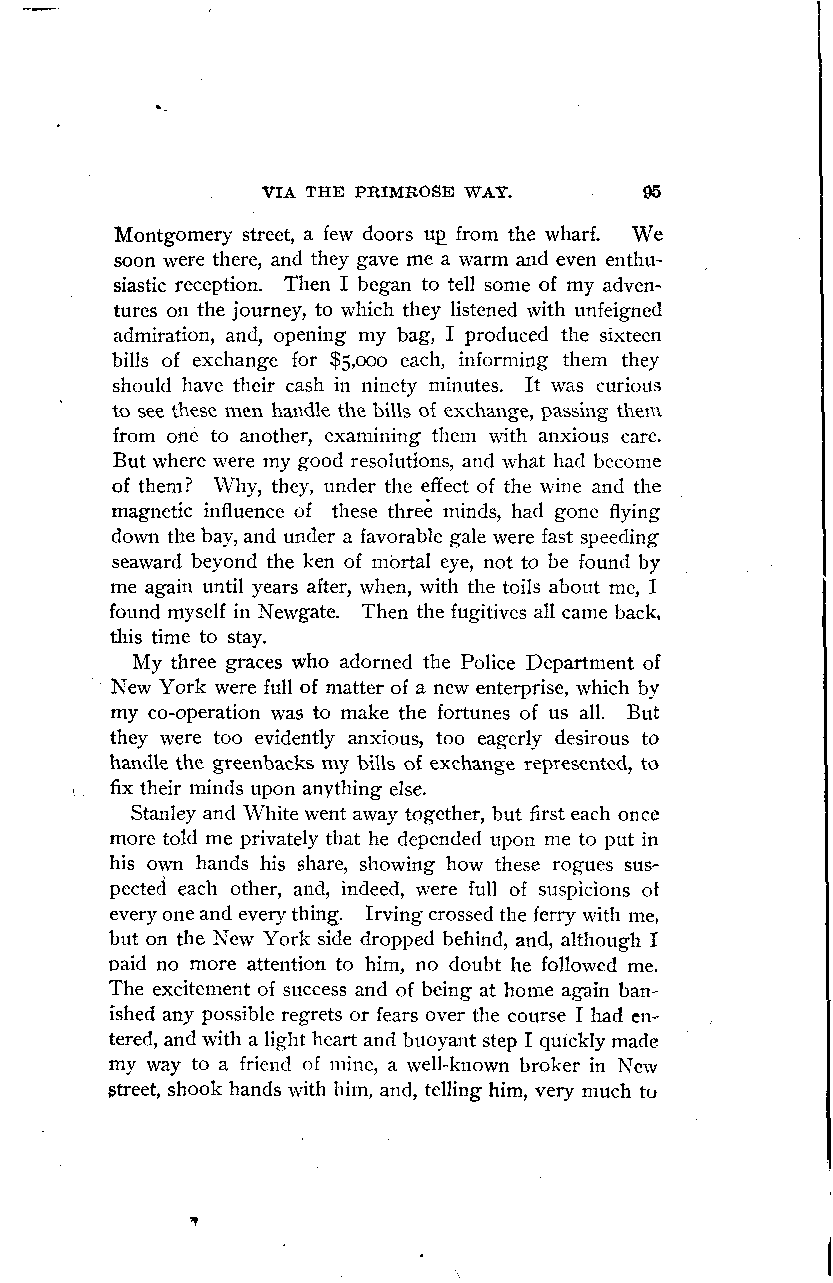 VIA THE PRIMROSE WAY. 95
Montgomery street, a few doors up from the wharf. We
soon were there, and they gave me a warm and even enthu-
siastic reception. Then I began to tell some of my adven-
tures on the journey, to which they listened with unfeigned
admiration, and, opening my bag, I produced the sixteen
bills of exchange for $5,000 each, informing them they
should have their cash in ninety minutes. It was curious
to see these men handle the bills of exchange, passing them
from one to another, examining them with anxious care.
But where were my good resolutions, and what had become
of them? Why, they, under the effect of the wine and the
magnetic influence of these three minds, had gone flying
down the bay, and under a favorable gale were fast speeding
seaward beyond the ken of mortal eye, not to be found by
me again until years after, when, with the toils about me, I
found myself in Newgate. Then the fugitives all came back,
this time to stay.
My three graces who adorned the Police Department of
New York were full of matter of a new enterprise, which by
my co-operation was to make the fortunes of us all. But
they were too evidently anxious, too eagerly desirous to
handle the greenbacks my bills of exchange represented, to
fix their minds upon anything else.
Stanley and White went away together, but first each once
more told me privately that he depended upon me to put in
his own hands his share, showing how these rogues sus-
pected each other, and, indeed, were full of suspicions of
every one and every thing. Irving crossed the ferry with me,
but on the New York side dropped behind, and, although I
paid no more attention to him, no doubt he followed me.
The excitement of success and of being at home again ban-
ished any possible regrets or fears over the course I had en-
tered, and with a light heart and buoyant step I quickly made
my way to a friend of mine, a well-known broker in New
street, shook hands with him, and, telling him, very much to